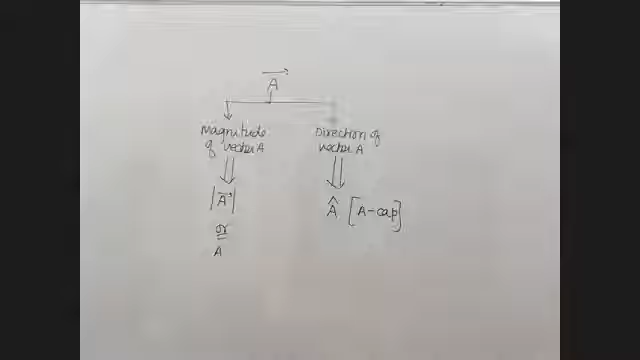 A⃗
Magnitude
of vector A
Direction of
vector A
|A⃗|
or
A
Â [A-cap]